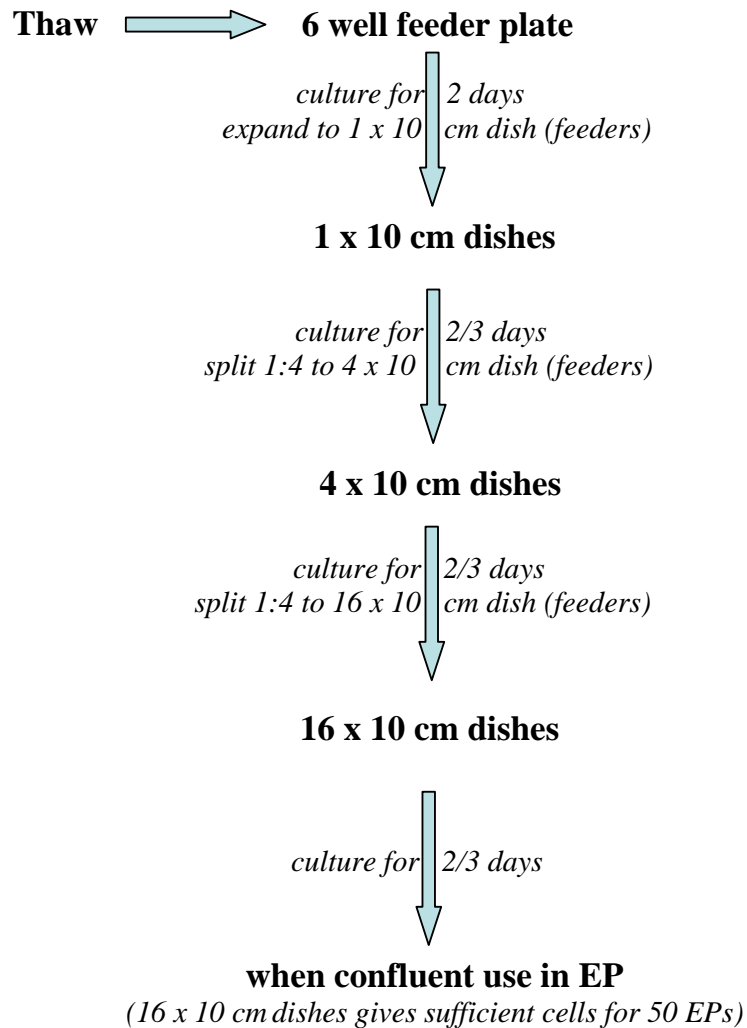 Thaw 6 well feeder plate
culture for 2 days
expand to 1 x 10 cm dish (feeders)
1 x 10 cm dishes
culture for 2/3 days
split 1:4 to 4 x 10 cm dish (feeders)
4 x 10 cm dishes
culture for 2/3 days
split 1:4 to 16 x 10 cm dish (feeders)
16 x 10 cm dishes
culture for 2/3 days
when confluent use in EP
(16 x 10 cm dishes gives sufficient cells for 50 EPs)